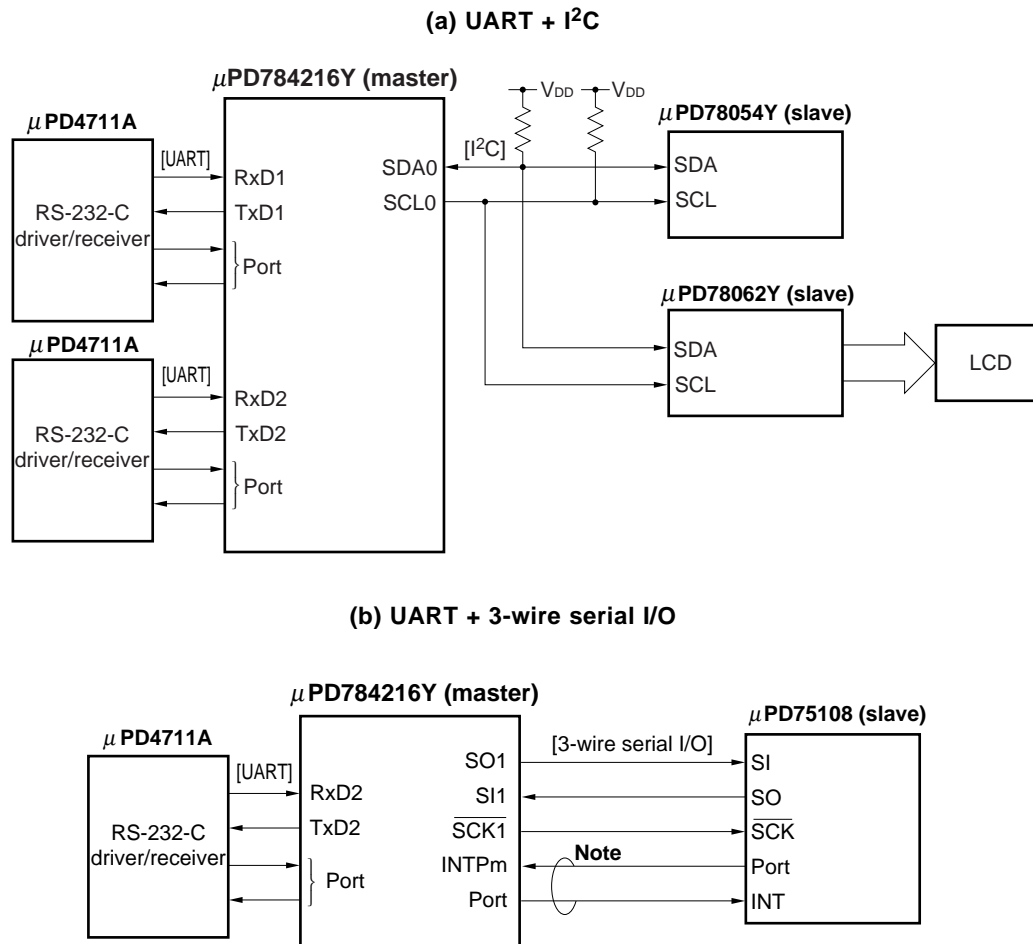 (a) UART + I²C
μPD784216Y (master)
μPD4711A
[UART]
RS-232-C
driver/receiver
RxD1
TxD1
Port
SDA0
SCL0
[I²C]
VDD
VDD
μPD78054Y (slave)
SDA
SCL
μPD4711A
[UART]
RS-232-C
driver/receiver
RxD2
TxD2
Port
μPD78062Y (slave)
SDA
SCL
LCD
(b) UART + 3-wire serial I/O
μPD784216Y (master)
μPD4711A
[UART]
RS-232-C
driver/receiver
RxD2
TxD2
Port
SO1
SI1
SCK1
INTPm
Port
[3-wire serial I/O]
Note
μPD75108 (slave)
SI
SO
SCK
Port
INT